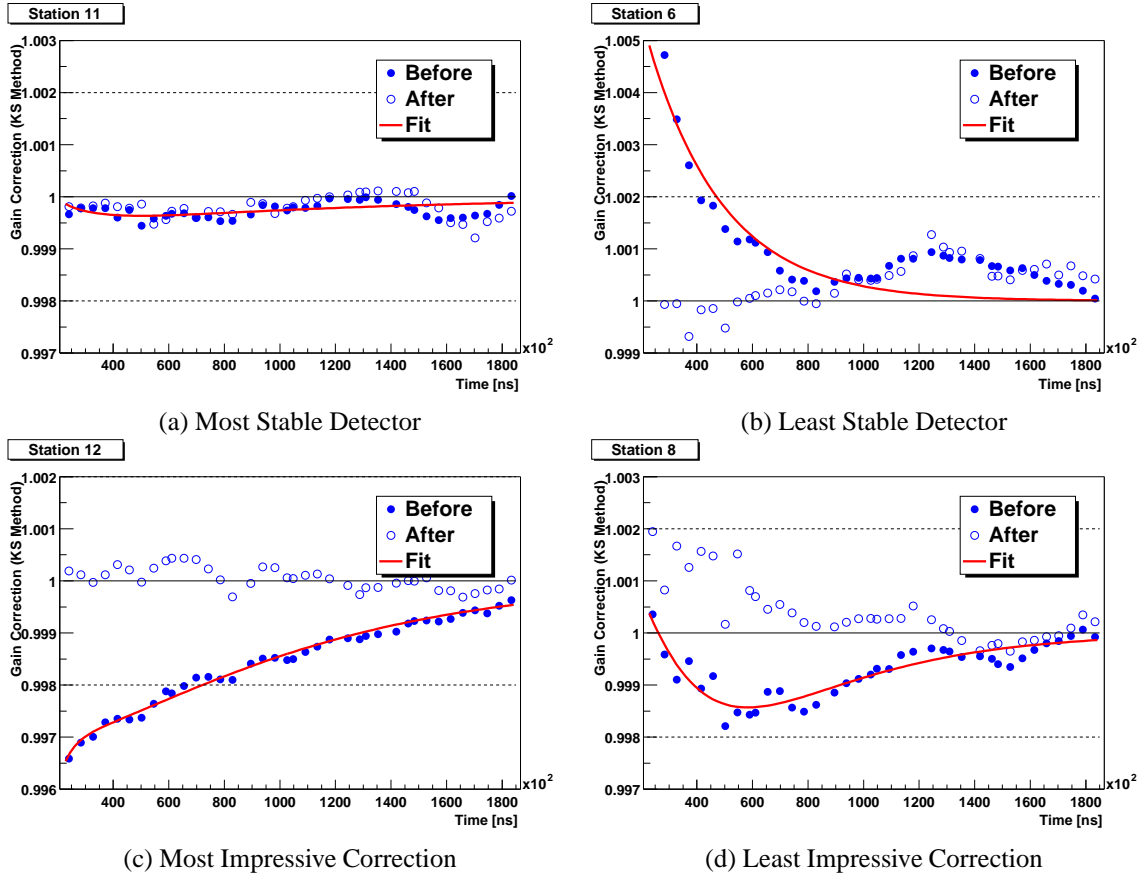 Station 11
Gain Correction (KS Method)
1.003
1.002
1.001
1
0.999
0.998
0.997
Before
After
Fit
400 600 800 1000 1200 1400 1600 1800
×10²
Time [ns]
(a) Most Stable Detector
Station 6
Gain Correction (KS Method)
1.005
1.004
1.003
1.002
1.001
1
0.999
Before
After
Fit
400 600 800 1000 1200 1400 1600 1800
×10²
Time [ns]
(b) Least Stable Detector
Station 12
Gain Correction (KS Method)
1.002
1.001
1
0.999
0.998
0.997
0.996
Before
After
Fit
400 600 800 1000 1200 1400 1600 1800
×10²
Time [ns]
(c) Most Impressive Correction
Station 8
Gain Correction (KS Method)
1.003
1.002
1.001
1
0.999
0.998
0.997
Before
After
Fit
400 600 800 1000 1200 1400 1600 1800
×10²
Time [ns]
(d) Least Impressive Correction